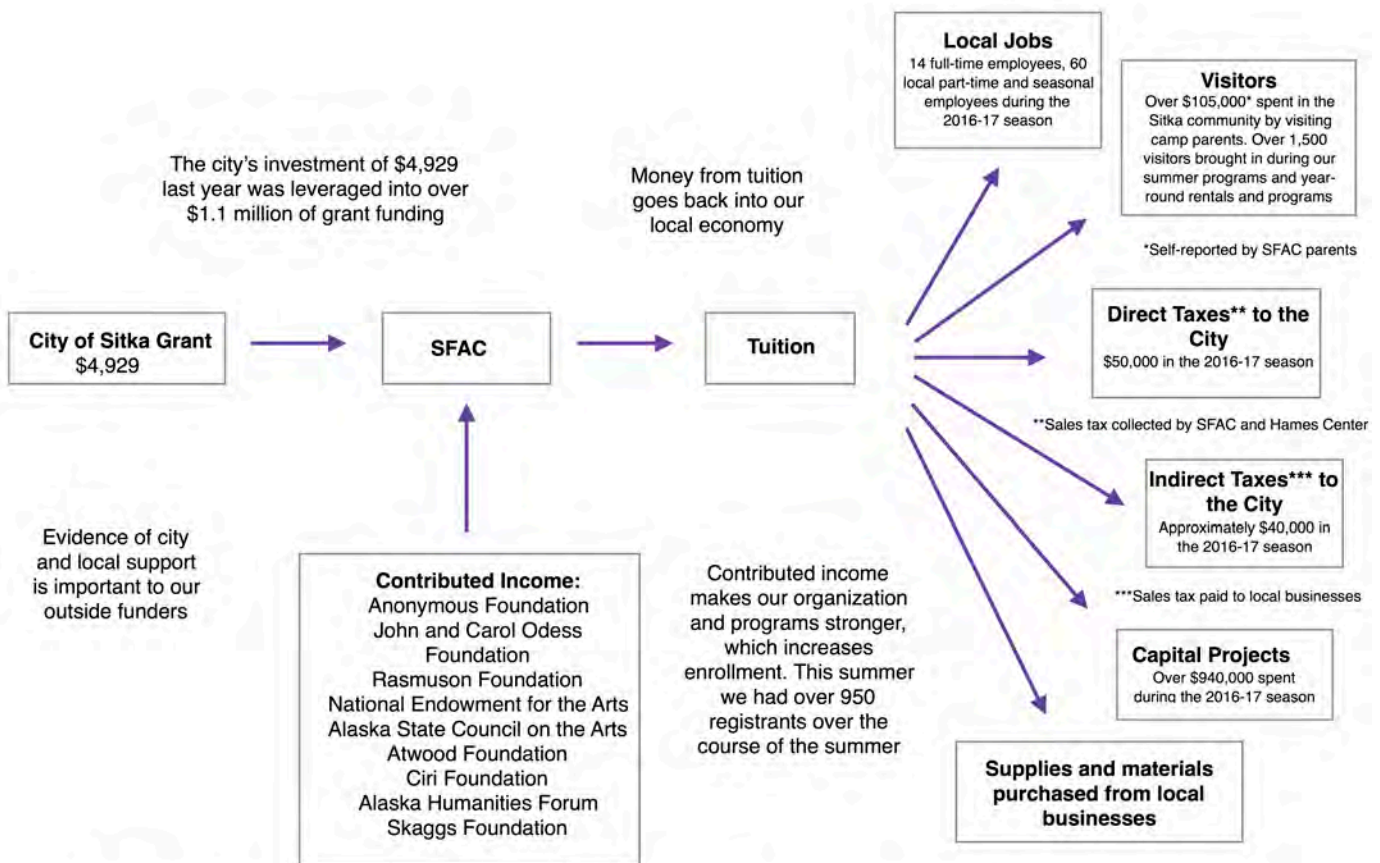 The city's investment of $4,929
last year was leveraged into over
$1.1 million of grant funding
Money from tuition
goes back into our
local economy
Local Jobs
14 full-time employees, 60
local part-time and seasonal
employees during the
2016-17 season
Visitors
Over $105,000* spent in the
Sitka community by visiting
camp parents. Over 1,500
visitors brought in during our
summer programs and year-
round rentals and programs
*Self-reported by SFAC parents
City of Sitka Grant
$4,929
SFAC
Tuition
Direct Taxes** to the
City
$50,000 in the 2016-17 season
**Sales tax collected by SFAC and Hames Center
Indirect Taxes*** to
the City
Approximately $40,000 in
the 2016-17 season
***Sales tax paid to local businesses
Evidence of city
and local support
is important to our
outside funders
Contributed Income:
Anonymous Foundation
John and Carol Odess
Foundation
Rasmuson Foundation
National Endowment for the Arts
Alaska State Council on the Arts
Atwood Foundation
Ciri Foundation
Alaska Humanities Forum
Skaggs Foundation
Contributed income
makes our organization
and programs stronger,
which increases
enrollment. This summer
we had over 950
registrants over the
course of the summer
Capital Projects
Over $940,000 spent
during the 2016-17 season
Supplies and materials
purchased from local
businesses